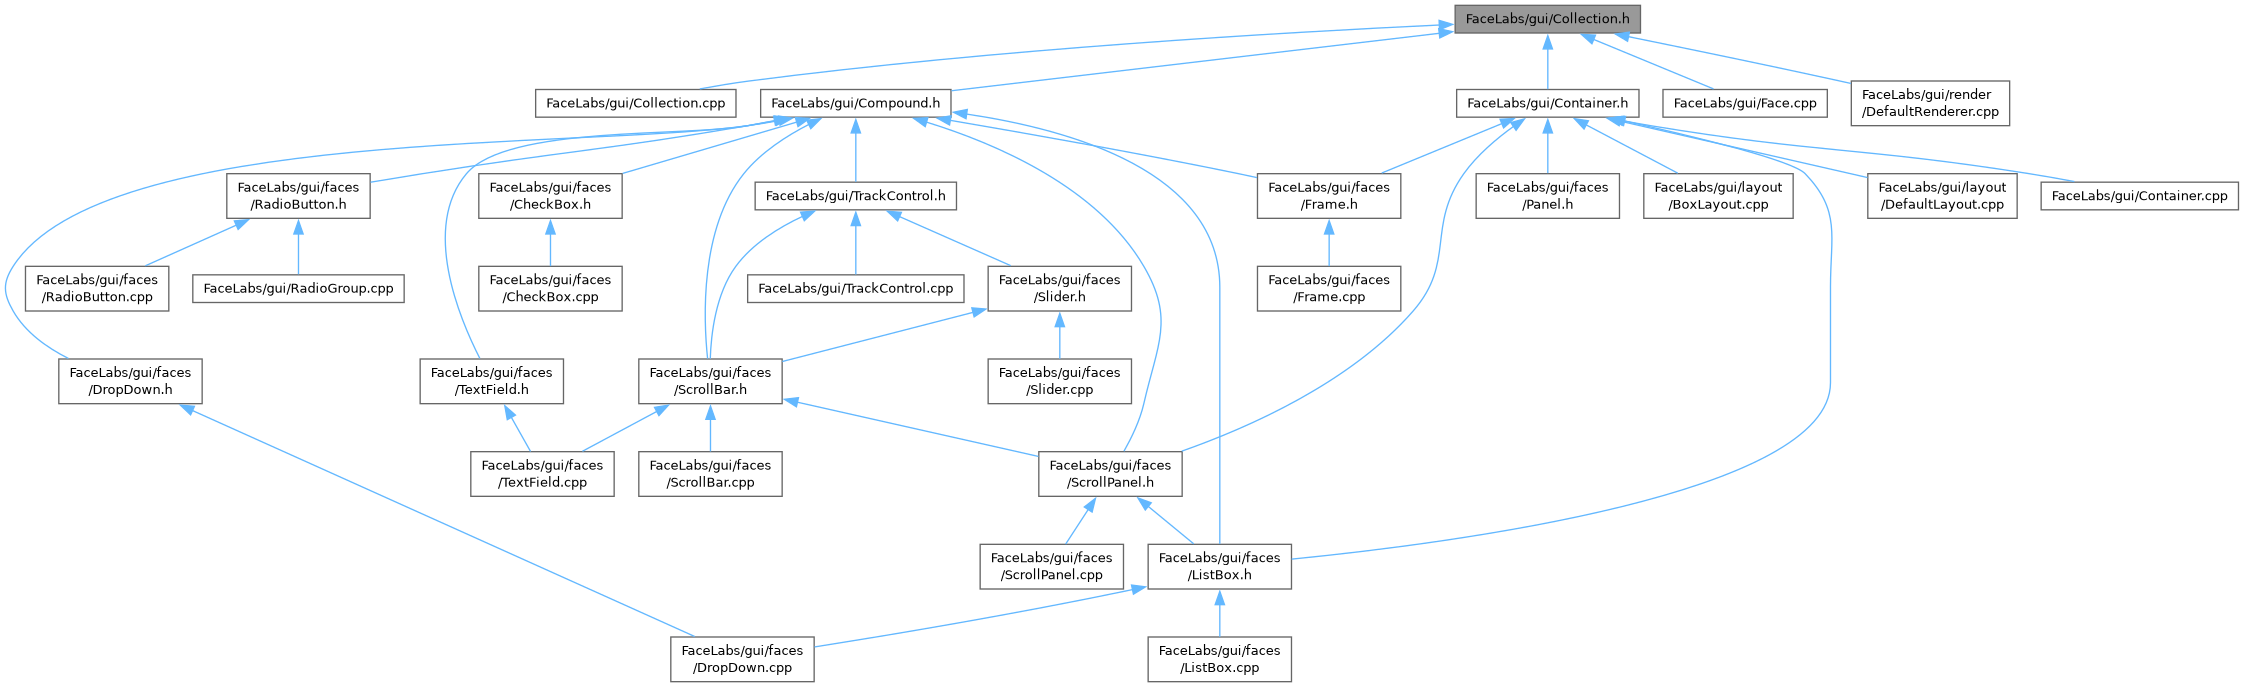 FaceLabs/gui/Collection.h
FaceLabs/gui/Collection.cpp
FaceLabs/gui/Compound.h
FaceLabs/gui/Container.h
FaceLabs/gui/Face.cpp
FaceLabs/gui/render
/DefaultRenderer.cpp
FaceLabs/gui/faces
/RadioButton.h
FaceLabs/gui/faces
/CheckBox.h
FaceLabs/gui/TrackControl.h
FaceLabs/gui/faces
/Frame.h
FaceLabs/gui/faces
/Panel.h
FaceLabs/gui/layout
/BoxLayout.cpp
FaceLabs/gui/layout
/DefaultLayout.cpp
FaceLabs/gui/Container.cpp
FaceLabs/gui/faces
/RadioButton.cpp
FaceLabs/gui/RadioGroup.cpp
FaceLabs/gui/faces
/CheckBox.cpp
FaceLabs/gui/TrackControl.cpp
FaceLabs/gui/faces
/Slider.h
FaceLabs/gui/faces
/Frame.cpp
FaceLabs/gui/faces
/DropDown.h
FaceLabs/gui/faces
/TextField.h
FaceLabs/gui/faces
/ScrollBar.h
FaceLabs/gui/faces
/Slider.cpp
FaceLabs/gui/faces
/TextField.cpp
FaceLabs/gui/faces
/ScrollBar.cpp
FaceLabs/gui/faces
/ScrollPanel.h
FaceLabs/gui/faces
/ScrollPanel.cpp
FaceLabs/gui/faces
/ListBox.h
FaceLabs/gui/faces
/DropDown.cpp
FaceLabs/gui/faces
/ListBox.cpp